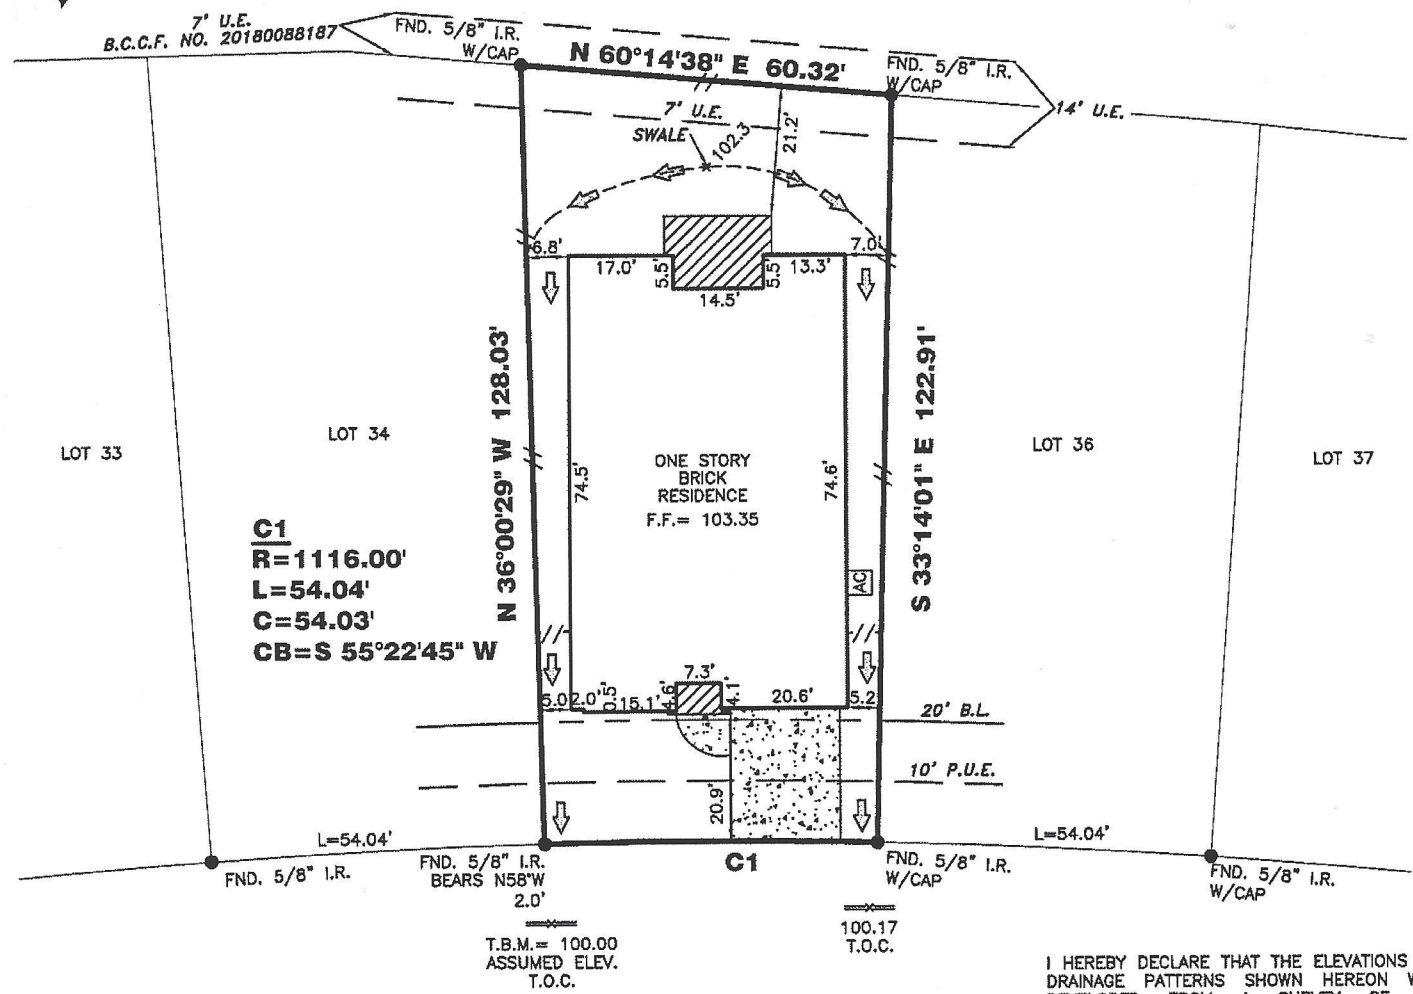 7' U.E.
B.C.C.F. NO. 20180088187
FND. 5/8" I.R.
W/CAP
N 60°14'38" E 60.32'
FND. 5/8" I.R.
W/CAP
14' U.E.
7' U.E.
SWALE
102.3
21.2'
6.8'
7.0'
17.0'
5.5'
14.5'
5.5'
13.3'
N 36°00'29" W 128.03'
S 33°14'01" E 122.91'
LOT 33
LOT 34
LOT 36
LOT 37
74.5'
74.6'
ONE STORY
BRICK
RESIDENCE
F.F.= 103.35
C1
R=1116.00'
L=54.04'
C=54.03'
CB=S 55°22'45" W
AC
7.3'
5.0
2.0'
0.5'
15.1'
4.6'
4.1'
20.6'
5.2'
20' B.L.
10' P.U.E.
20.9'
L=54.04'
C1
L=54.04'
FND. 5/8" I.R.
FND. 5/8" I.R.
BEARS N58°W
2.0'
FND. 5/8" I.R.
W/CAP
FND. 5/8" I.R.
W/CAP
T.B.M.= 100.00
ASSUMED ELEV.
T.O.C.
100.17
T.O.C.
I HEREBY DECLARE THAT THE ELEVATIONS
DRAINAGE PATTERNS SHOWN HEREON W